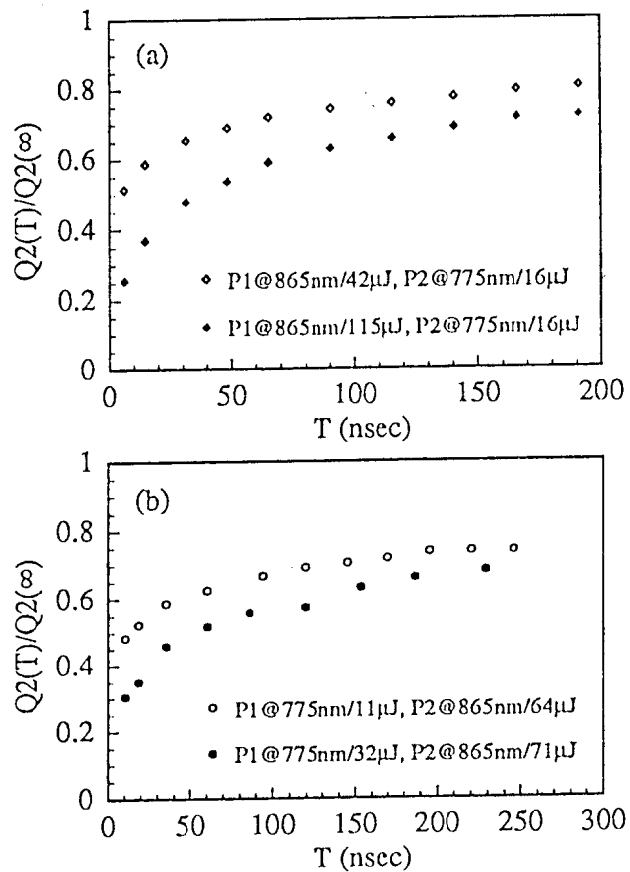 1
(a)
0.8
0.6
0.4
0.2
0
Q2(T)/Q2(∞)
P1@865nm/42μJ, P2@775nm/16μJ
P1@865nm/115μJ, P2@775nm/16μJ
0 50 100 150 200
T (nsec)
1
(b)
0.8
0.6
0.4
0.2
0
Q2(T)/Q2(∞)
P1@775nm/11μJ, P2@865nm/64μJ
P1@775nm/32μJ, P2@865nm/71μJ
0 50 100 150 200 250 300
T (nsec)